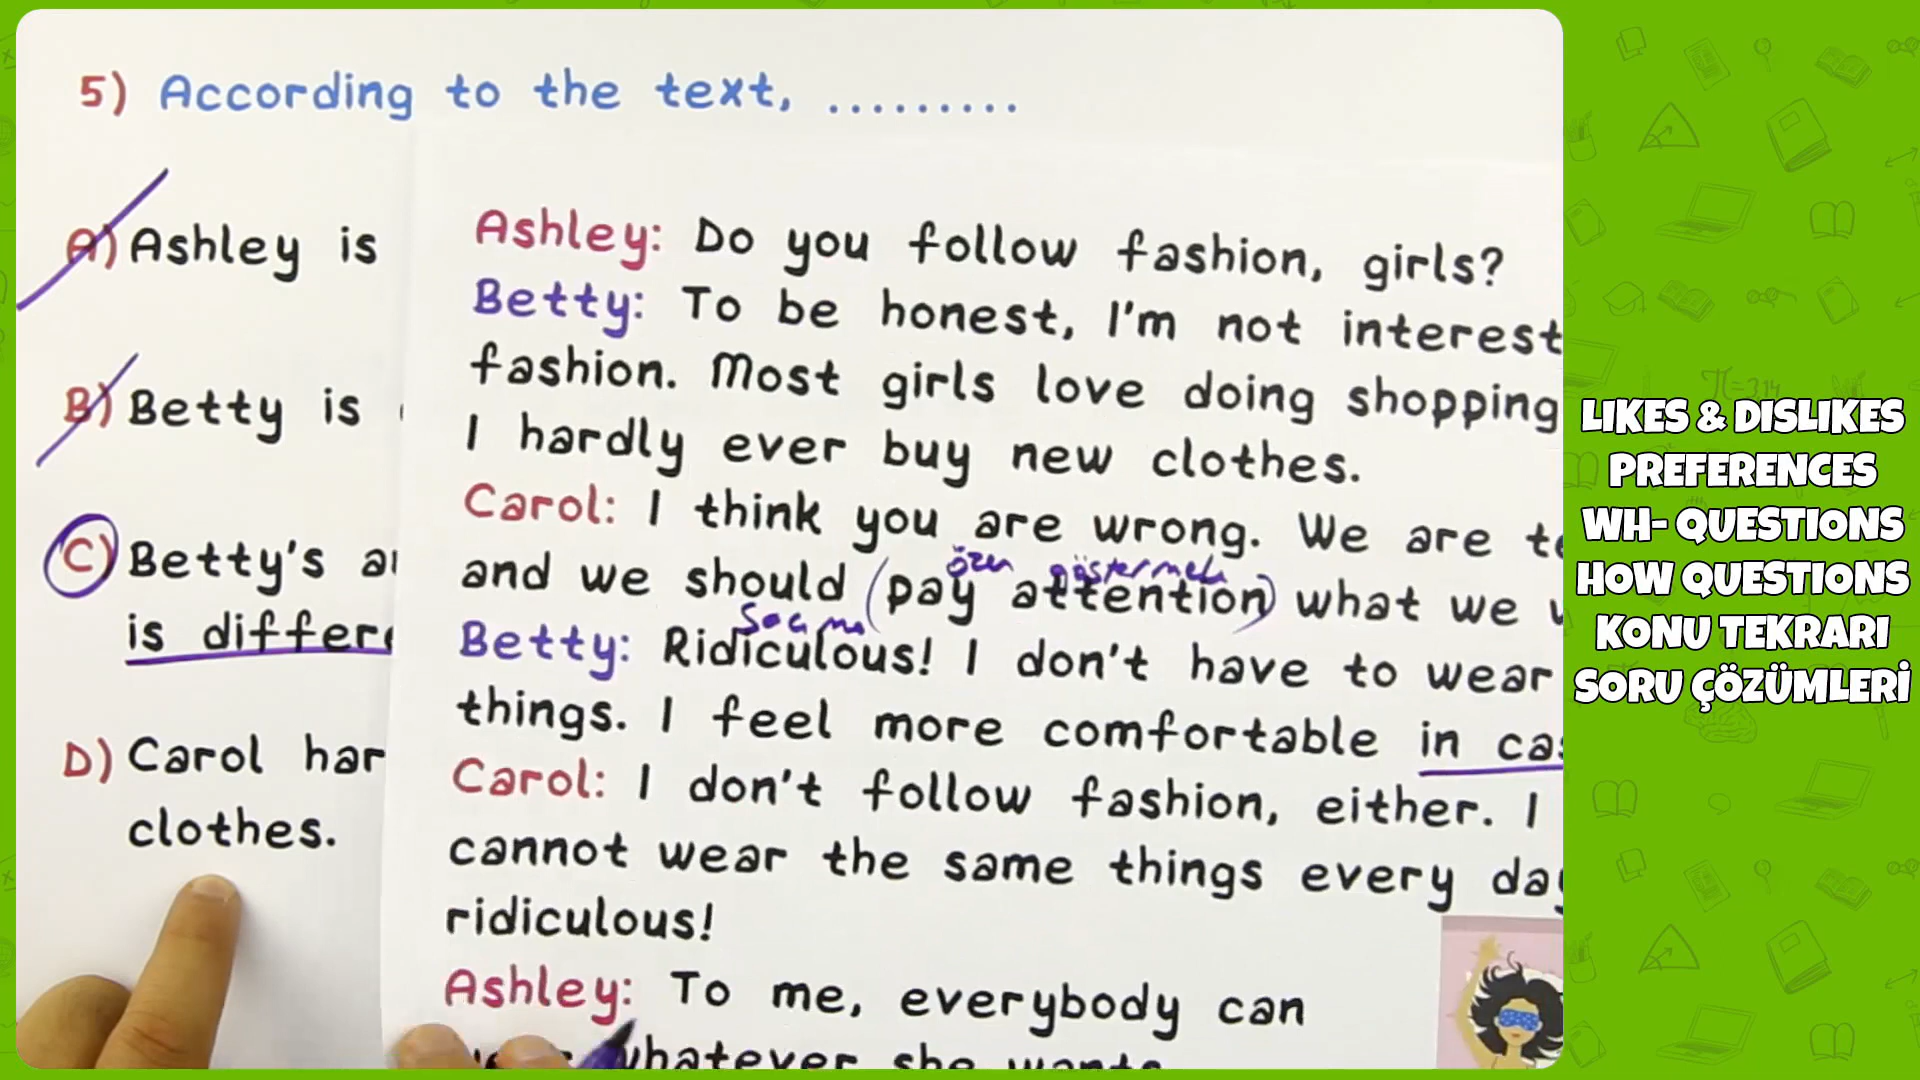 5) According to the text, .........
A) Ashley is
B) Betty is
C) Betty's
is differe
D) Carol har
clothes.
Ashley: Do you follow fashion, girls?
Betty: To be honest, I'm not interest
fashion. Most girls love doing shopping
I hardly ever buy new clothes.
Carol: I think you are wrong. We are te
özen göstermek
and we should (pay attention) what we w
Saçma
Betty: Ridiculous! I don't have to wear
things. I feel more comfortable in cas
Carol: I don't follow fashion, either. I
cannot wear the same things every day
ridiculous!
Ashley: To me, everybody can
whatever she wants
LIKES & DISLIKES
PREFERENCES
WH- QUESTIONS
HOW QUESTIONS
KONU TEKRARI
SORU ÇÖZÜMLERİ